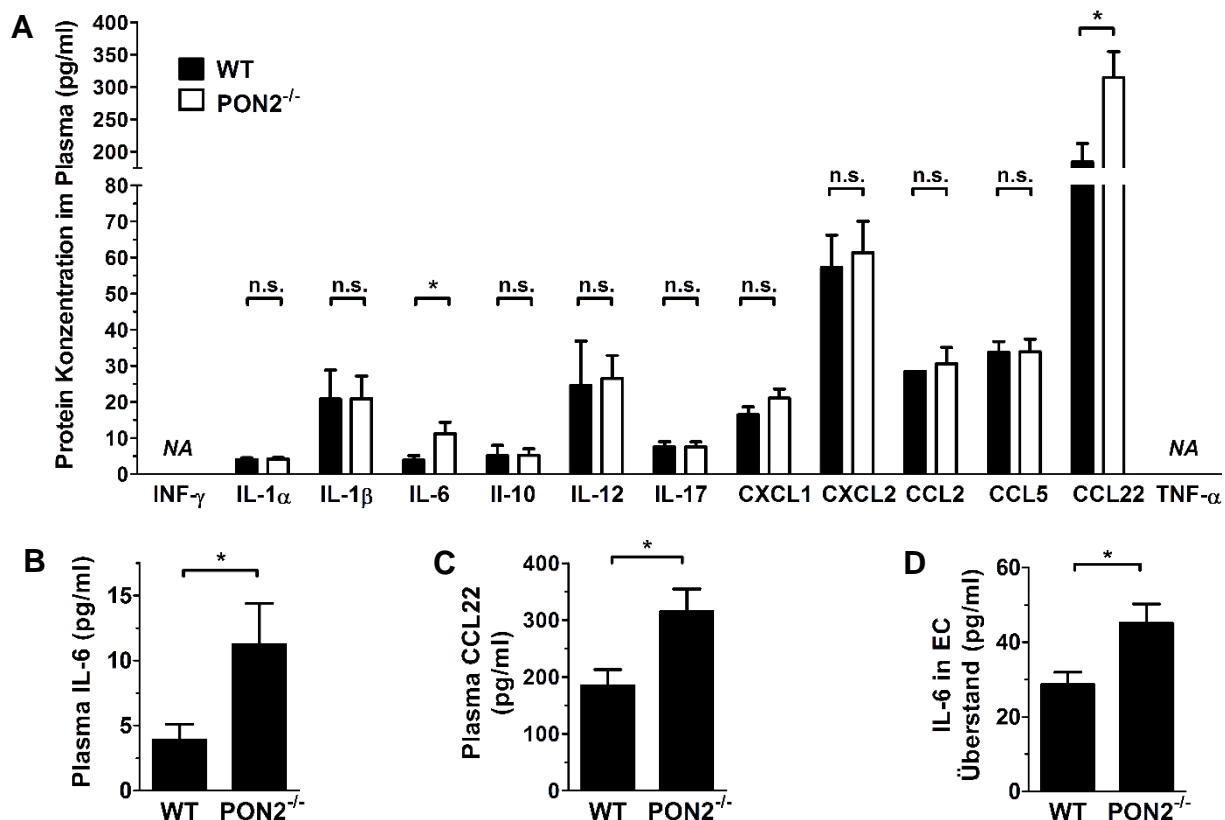 A
Protein Konzentration im Plasma (pg/ml)
400
350
300
250
200
80
70
60
50
40
30
20
10
0
WT
PON2-/-
NA
n.s.
n.s.
*
n.s.
n.s.
n.s.
n.s.
n.s.
n.s.
n.s.
*
NA
INF-γ IL-1α IL-1β IL-6 Il-10 IL-12 IL-17 CXCL1 CXCL2 CCL2 CCL5 CCL22 TNF-α
B
Plasma IL-6 (pg/ml)
15
10
5
0
*
WT PON2-/-
C
Plasma CCL22
(pg/ml)
400
300
200
100
0
*
WT PON2-/-
D
IL-6 in EC
Überstand (pg/ml)
60
40
20
0
*
WT PON2-/-